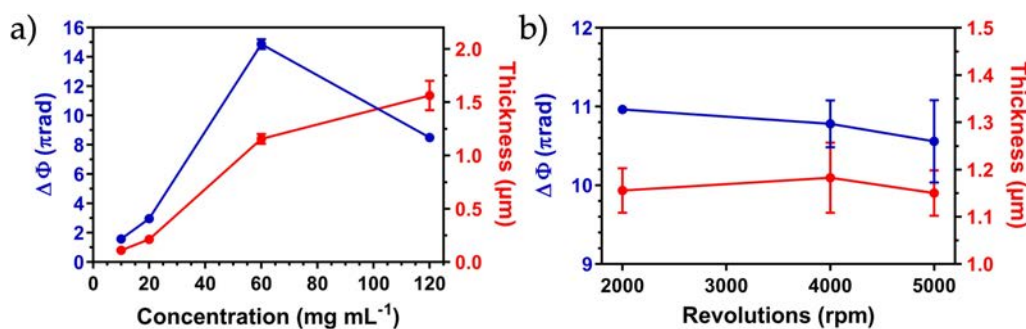 a)
16
14
12
10
8
6
4
2
0
ΔΦ (πrad)
2.0
1.5
1.0
0.5
0.0
Thickness (μm)
0 20 40 60 80 100 120
Concentration (mg mL⁻¹)
b)
12
11
10
9
ΔΦ (πrad)
1.5
1.4
1.3
1.2
1.1
1.0
Thickness (μm)
2000 3000 4000 5000
Revolutions (rpm)